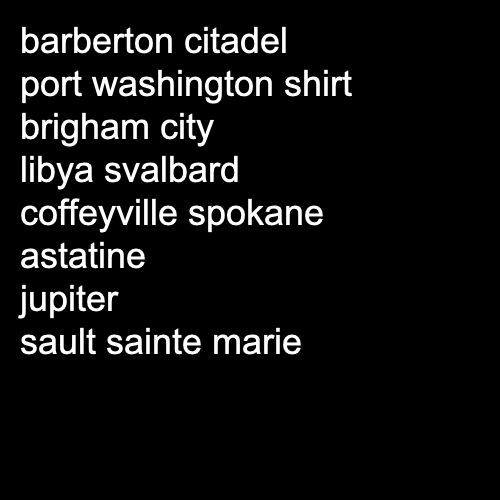 barberton citadel
port washington shirt
brigham city
libya svalbard
coffeyville spokane
astatine
jupiter
sault sainte marie